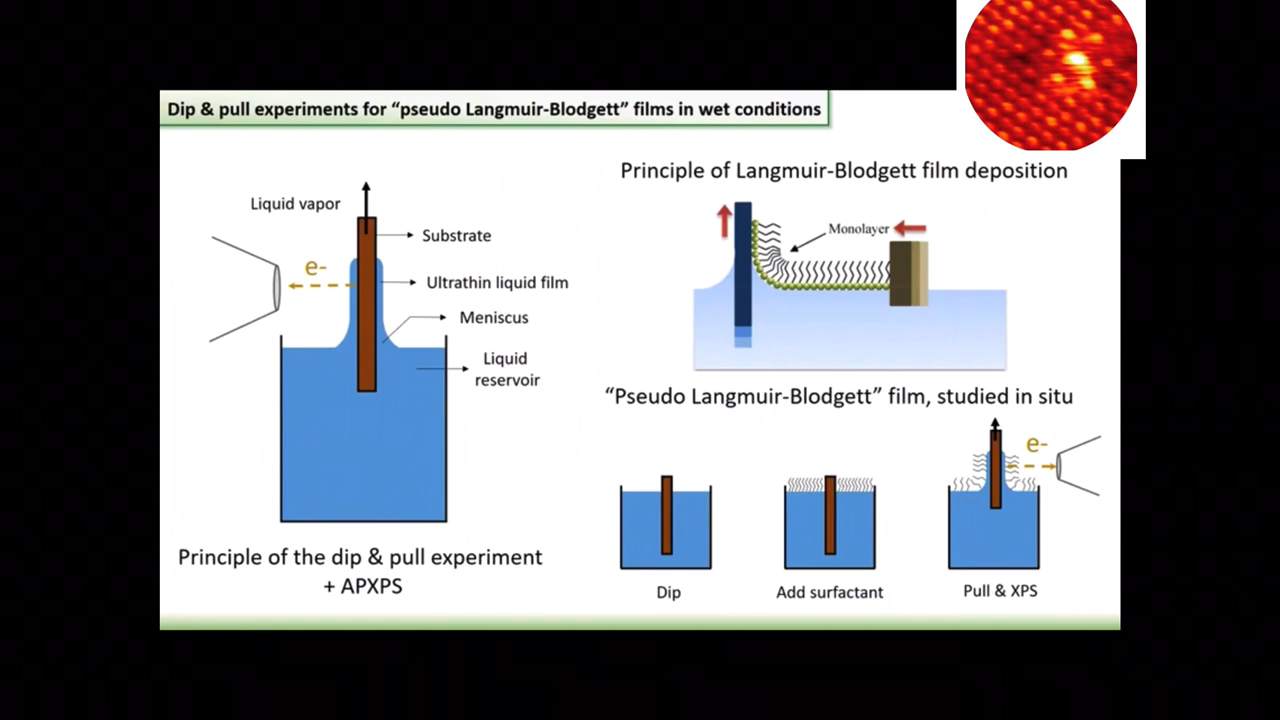 Dip & pull experiments for “pseudo Langmuir-Blodgett” films in wet conditions
Liquid vapor
Substrate
e-
Ultrathin liquid film
Meniscus
Liquid
reservoir
Principle of the dip & pull experiment
+ APXPS
Principle of Langmuir-Blodgett film deposition
Monolayer
“Pseudo Langmuir-Blodgett” film, studied in situ
e-
Dip
Add surfactant
Pull & XPS